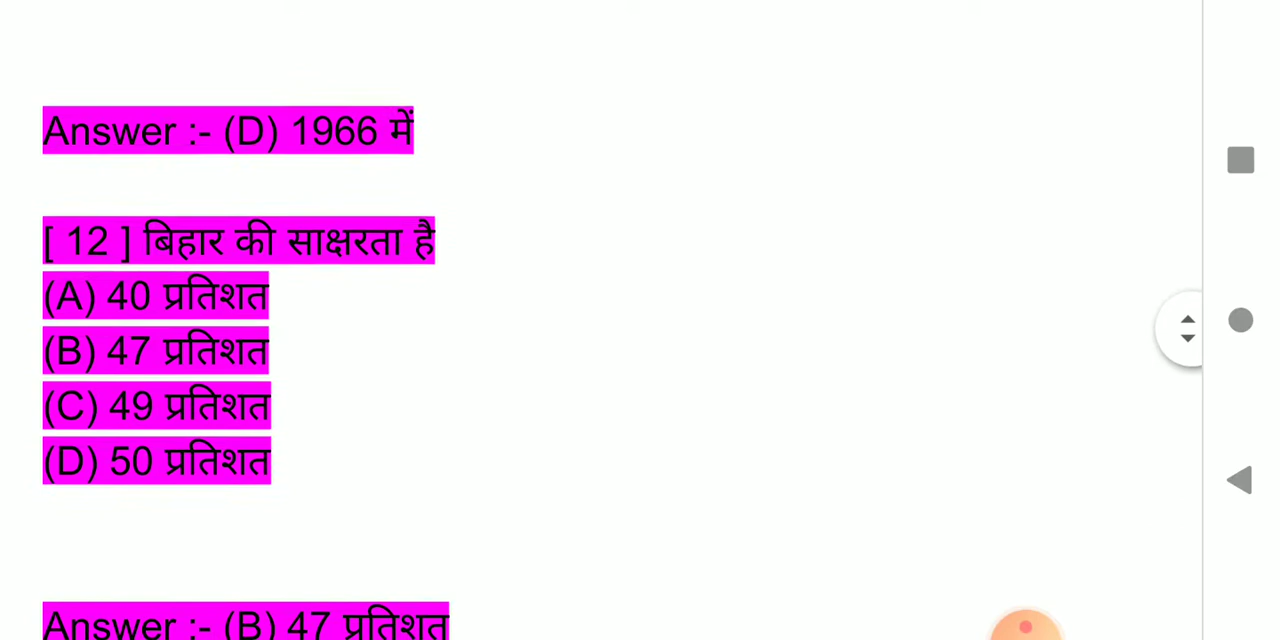 Answer :- (D) 1966 में
[ 12 ] बिहार की साक्षरता है
(A) 40 प्रतिशत
(B) 47 प्रतिशत
(C) 49 प्रतिशत
(D) 50 प्रतिशत
Answer :- (B) 47 प्रतिशत